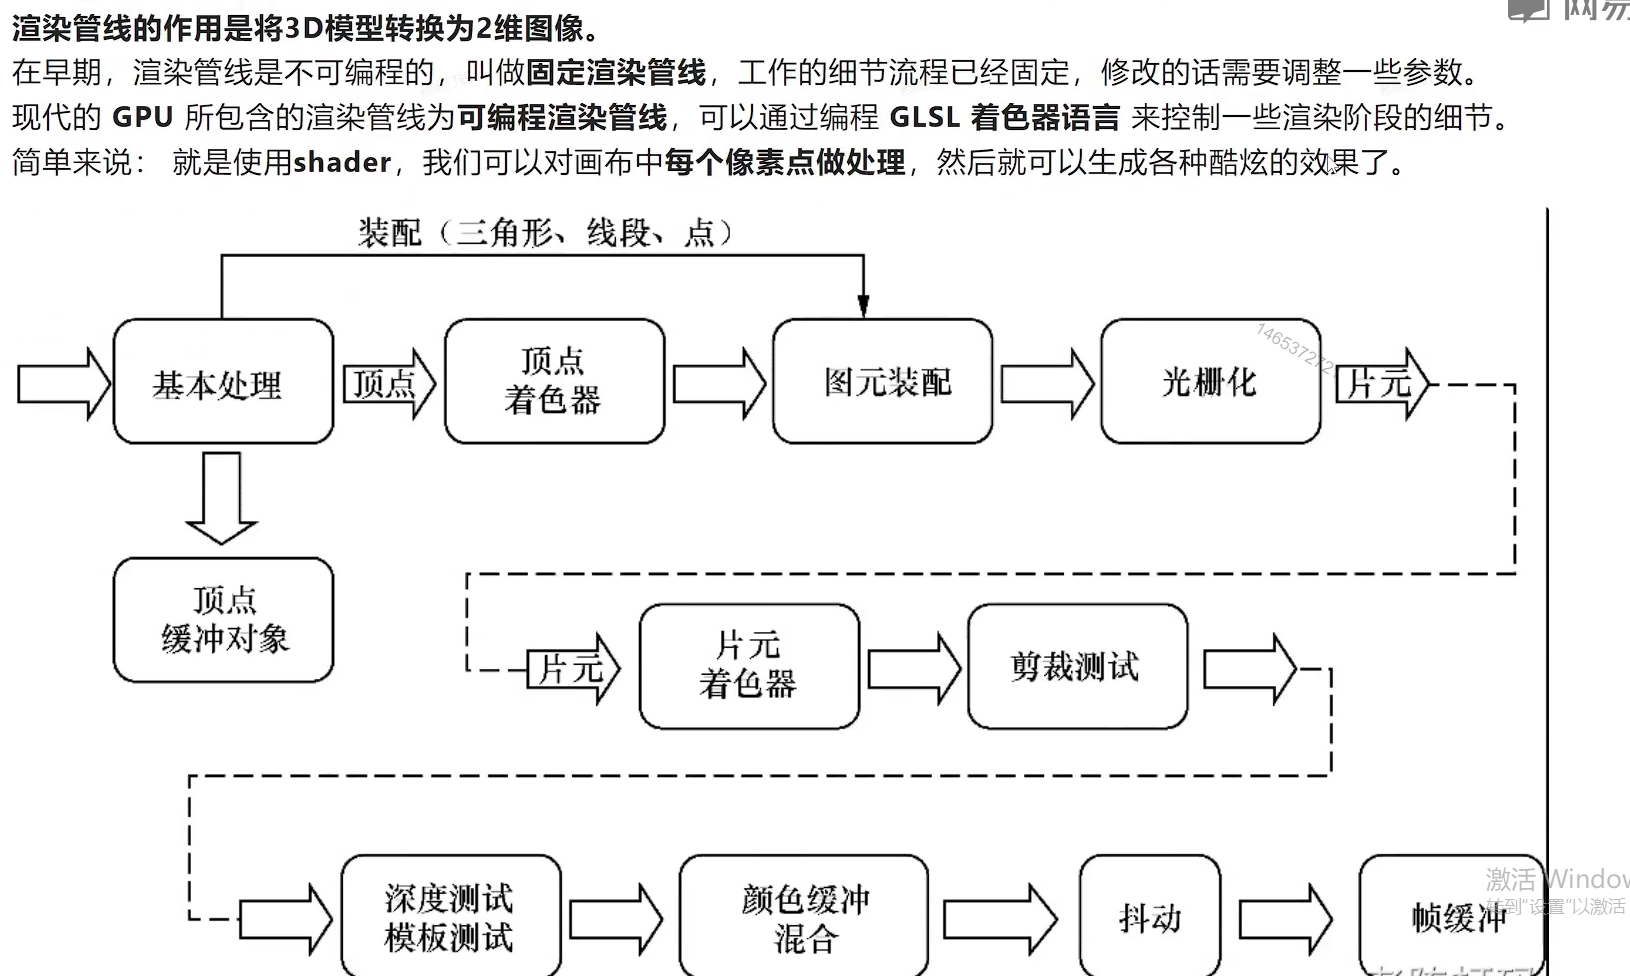 网易
渲染管线的作用是将3D模型转换为2维图像。
在早期，渲染管线是不可编程的，叫做固定渲染管线，工作的细节流程已经固定，修改的话需要调整一些参数。
现代的 GPU 所包含的渲染管线为可编程渲染管线，可以通过编程 GLSL 着色器语言 来控制一些渲染阶段的细节。
简单来说： 就是使用shader，我们可以对画布中每个像素点做处理，然后就可以生成各种酷炫的效果了。
装配（三角形、线段、点）
基本处理
顶点
顶点
着色器
图元装配
光栅化
146537272
片元
顶点
缓冲对象
片元
片元
着色器
剪裁测试
深度测试
模板测试
颜色缓冲
混合
抖动
帧缓冲
激活 Window
转到"设置"以激活